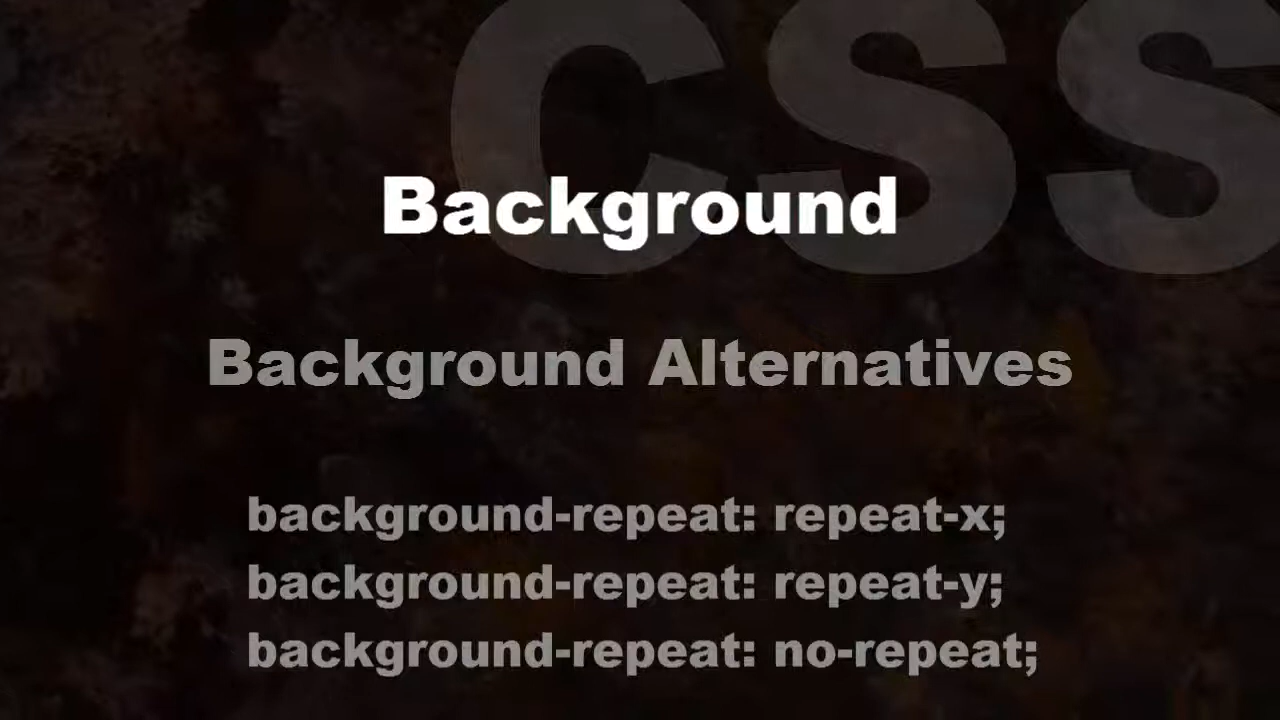 CSS
Background
Background Alternatives
background-repeat: repeat-x;
background-repeat: repeat-y;
background-repeat: no-repeat;